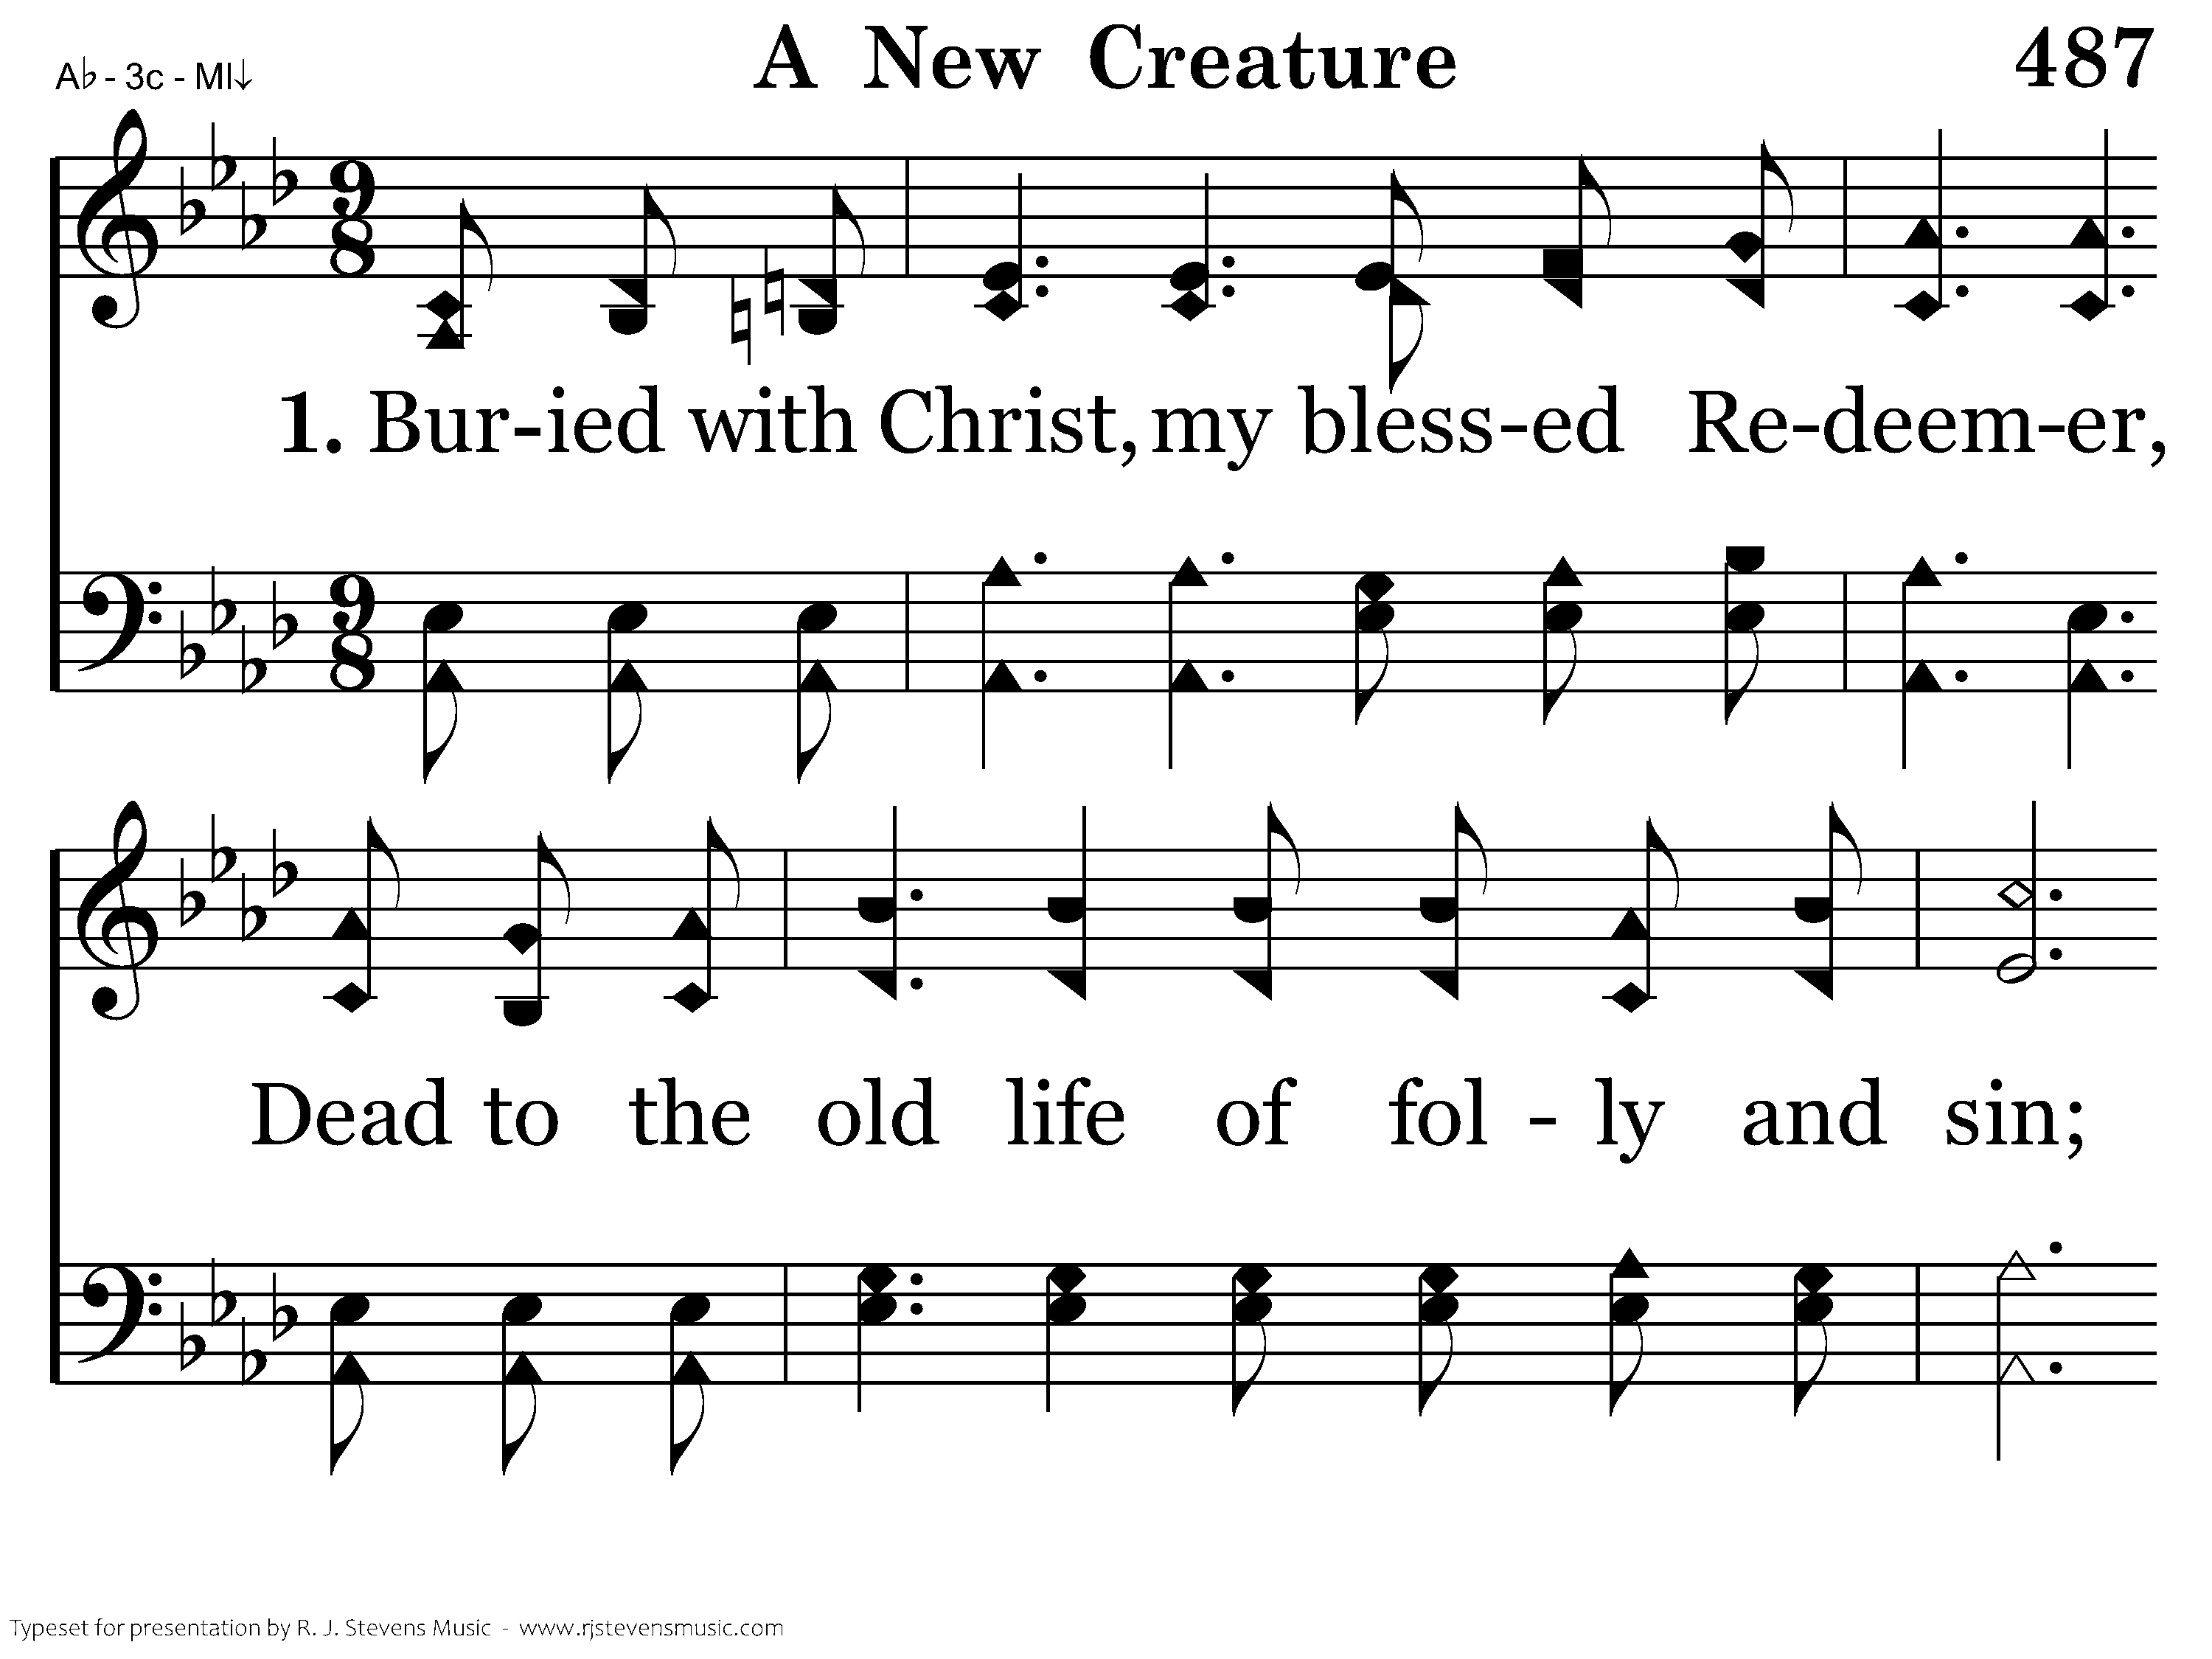 A New Creature 487
A♭ - 3c - MI↓
1. Bur-ied with Christ, my bless-ed Re-deem-er,
Dead to the old life of fol - ly and sin;
Typeset for presentation by R. J. Stevens Music - www.rjstevensmusic.com